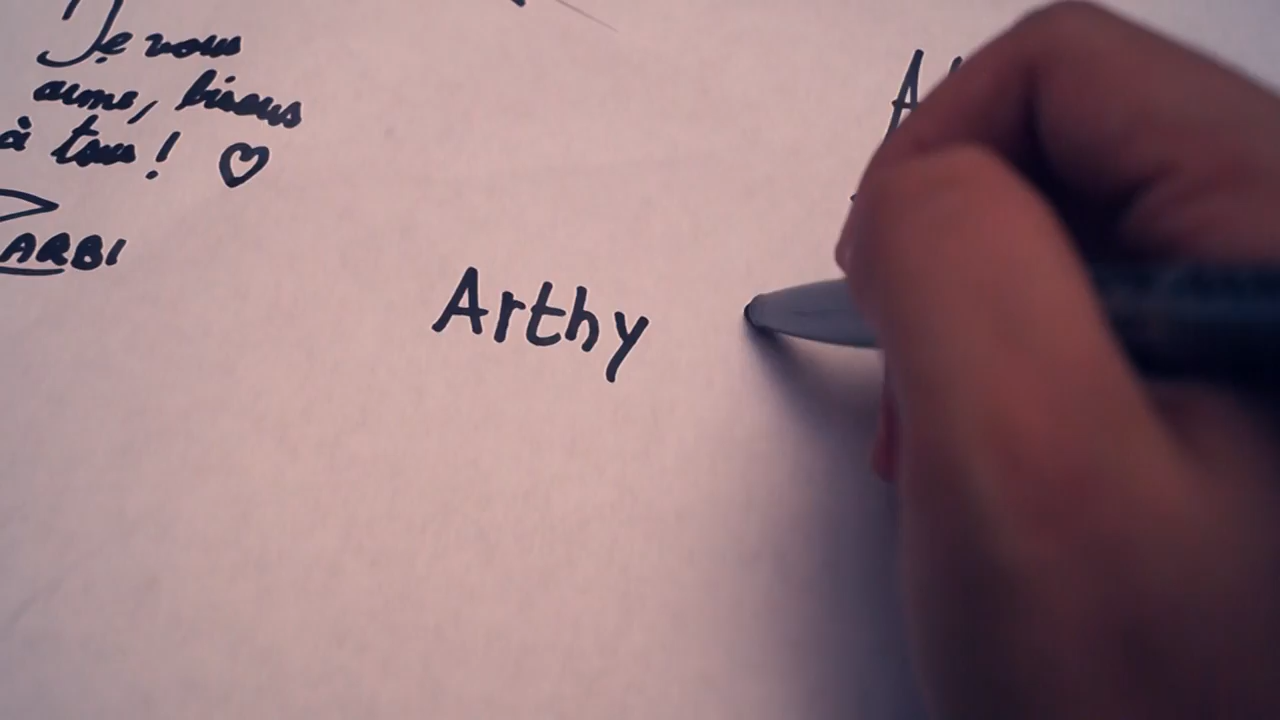 Je vous
aime, bisous
à tous ! ♡
ARBI
Arthy